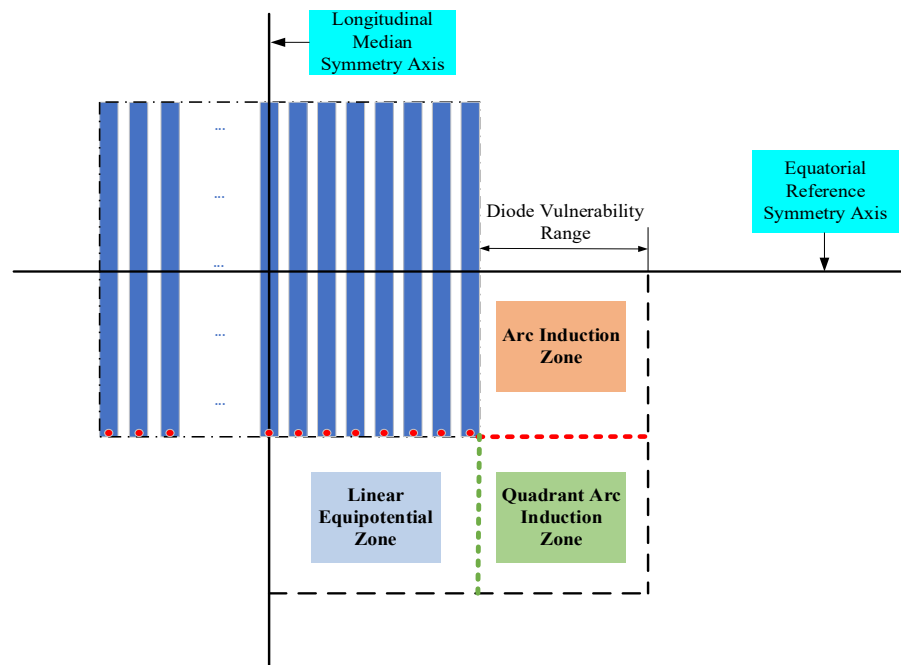 Longitudinal
Median
Symmetry Axis
...
Equatorial
Reference
Symmetry Axis
...
Diode Vulnerability
Range
...
Arc Induction
Zone
...
...
Linear
Equipotential
Zone
Quadrant Arc
Induction
Zone